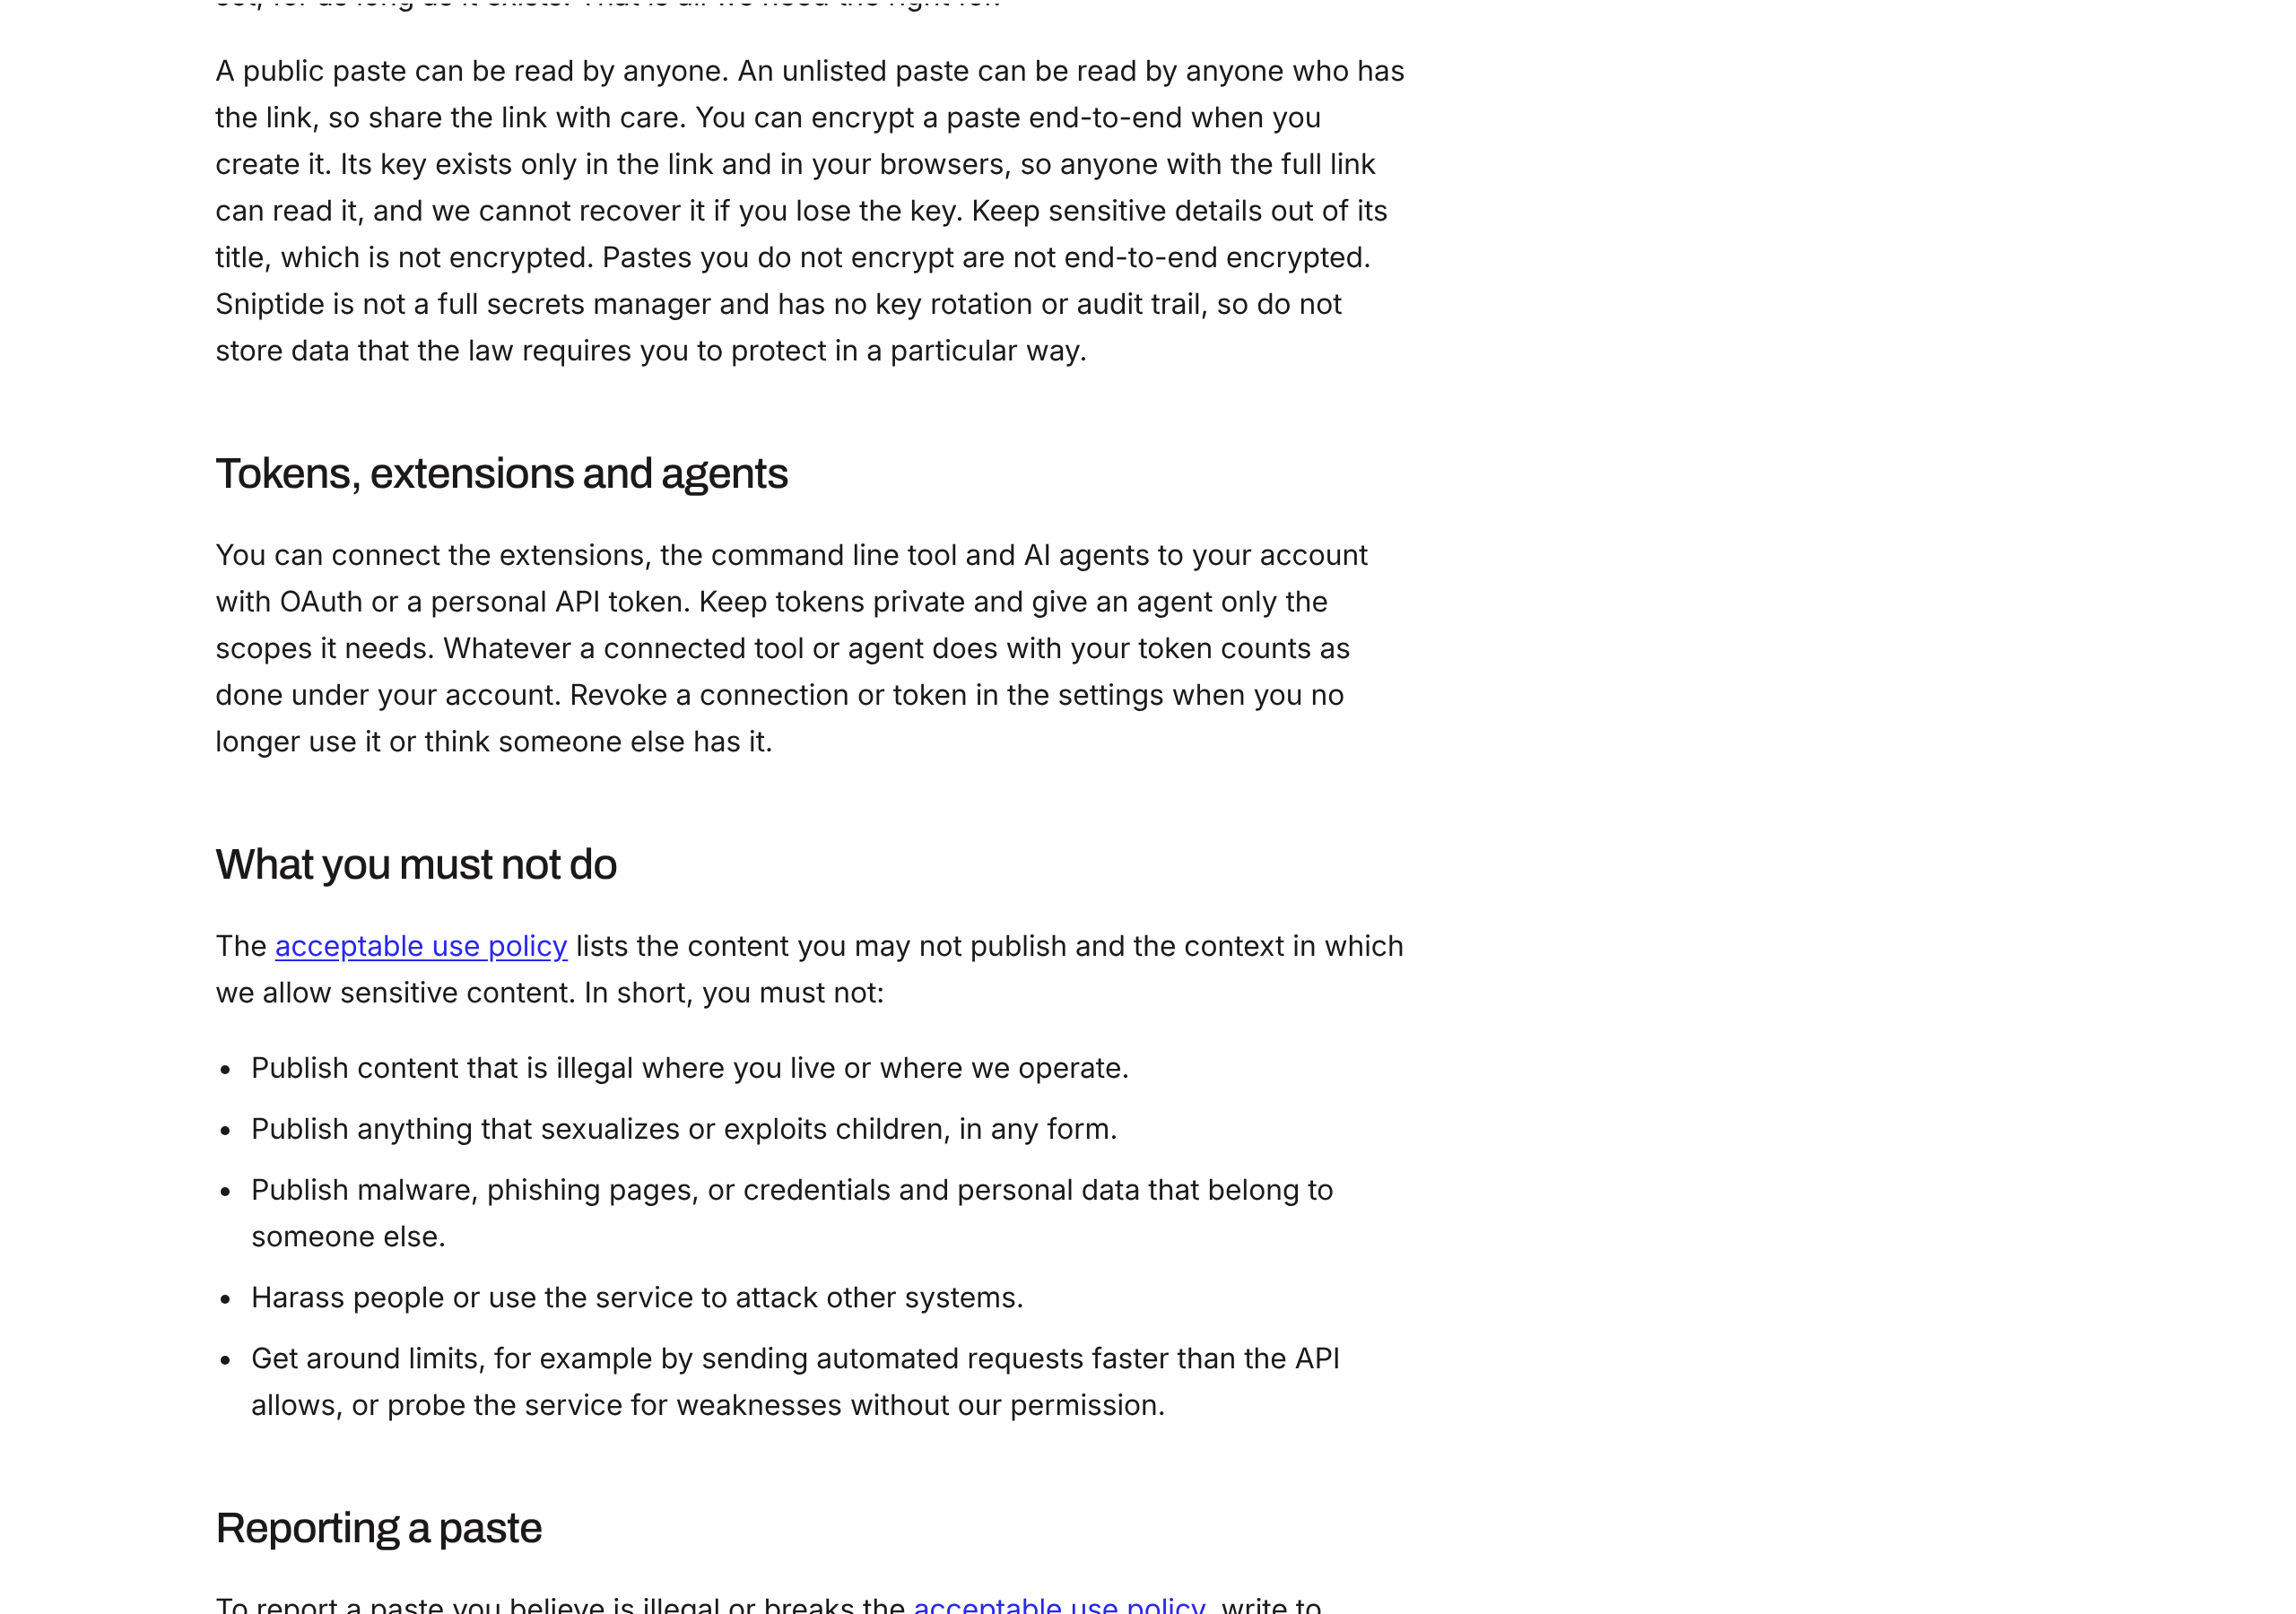 A public paste can be read by anyone. An unlisted paste can be read by anyone who has
the link, so share the link with care. You can encrypt a paste end-to-end when you
create it. Its key exists only in the link and in your browsers, so anyone with the full link
can read it, and we cannot recover it if you lose the key. Keep sensitive details out of its
title, which is not encrypted. Pastes you do not encrypt are not end-to-end encrypted.
Sniptide is not a full secrets manager and has no key rotation or audit trail, so do not
store data that the law requires you to protect in a particular way.
Tokens, extensions and agents
You can connect the extensions, the command line tool and AI agents to your account
with OAuth or a personal API token. Keep tokens private and give an agent only the
scopes it needs. Whatever a connected tool or agent does with your token counts as
done under your account. Revoke a connection or token in the settings when you no
longer use it or think someone else has it.
What you must not do
The acceptable use policy lists the content you may not publish and the context in which
we allow sensitive content. In short, you must not:
• Publish content that is illegal where you live or where we operate.
• Publish anything that sexualizes or exploits children, in any form.
• Publish malware, phishing pages, or credentials and personal data that belong to
someone else.
• Harass people or use the service to attack other systems.
• Get around limits, for example by sending automated requests faster than the API
allows, or probe the service for weaknesses without our permission.
Reporting a paste
To report a paste you believe is illegal or breaks the acceptable use policy, write to